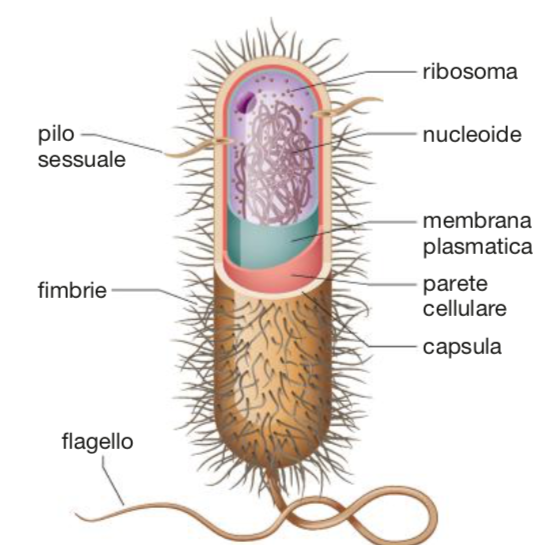 ribosoma
pilo
sessuale
nucleoide
membrana
plasmatica
fimbrie
parete
cellulare
capsula
flagello